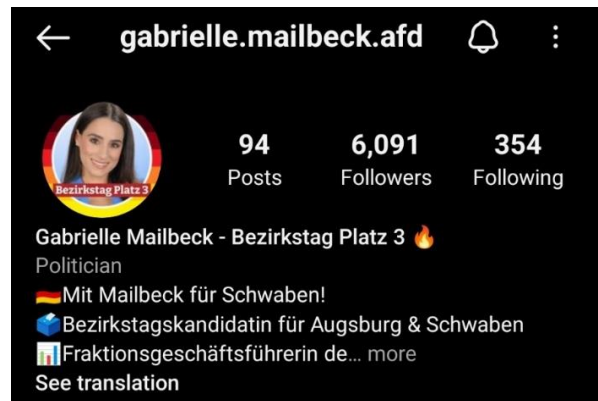 gabrielle.mailbeck.afd
94 6,091 354
Posts Followers Following
Bezirkstag Platz 3
Gabrielle Mailbeck - Bezirkstag Platz 3 🔥
Politician
🇩🇪Mit Mailbeck für Schwaben!
🗳️Bezirkstagskandidatin für Augsburg & Schwaben
📊Fraktionsgeschäftsführerin de... more
See translation